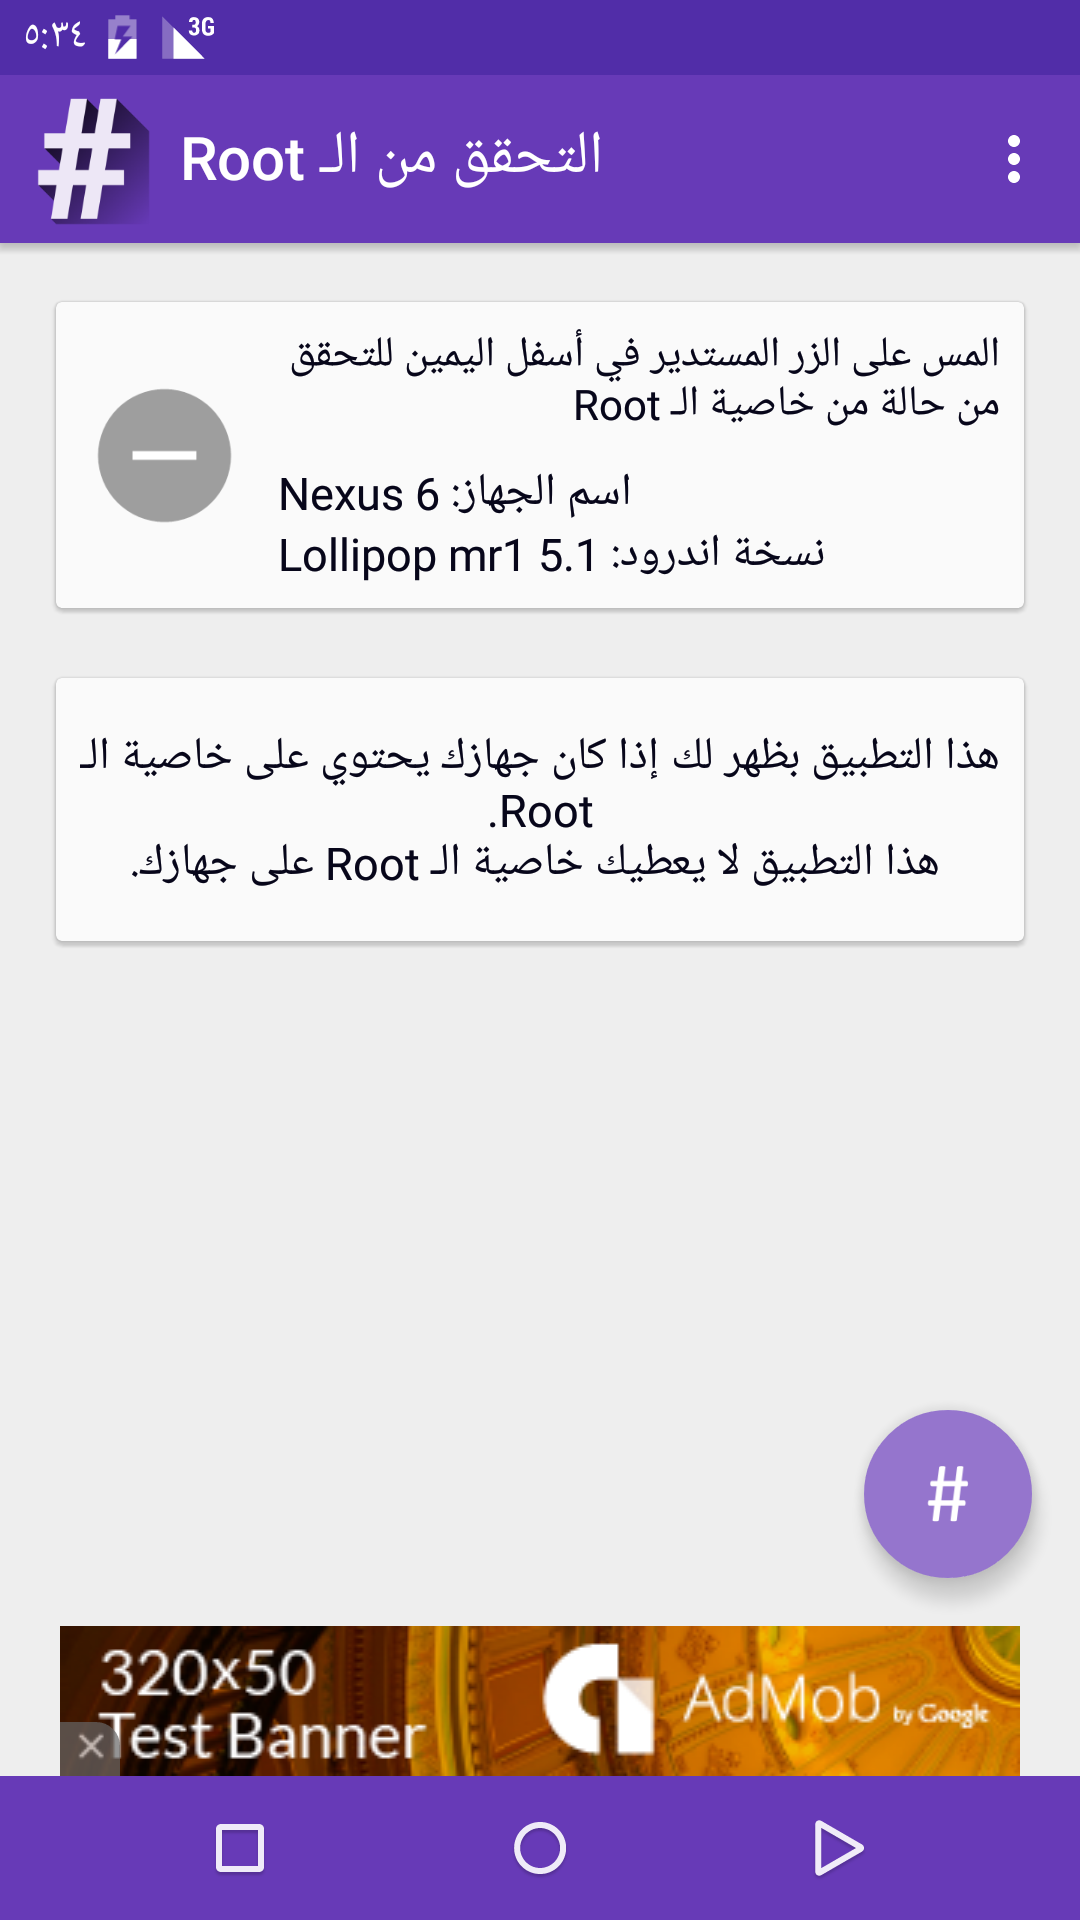 ٥:٣٤
3G
التحقق من الـ Root
المس على الزر المستدير في أسفل اليمين للتحقق
من حالة من خاصية الـ Root
اسم الجهاز: Nexus 6
نسخة اندرود: Lollipop mr1 5.1
هذا التطبيق بظهر لك إذا كان جهازك يحتوي على خاصية الـ
Root.
هذا التطبيق لا يعطيك خاصية الـ Root على جهازك.
#
320x50
Test Banner
AdMob by Google